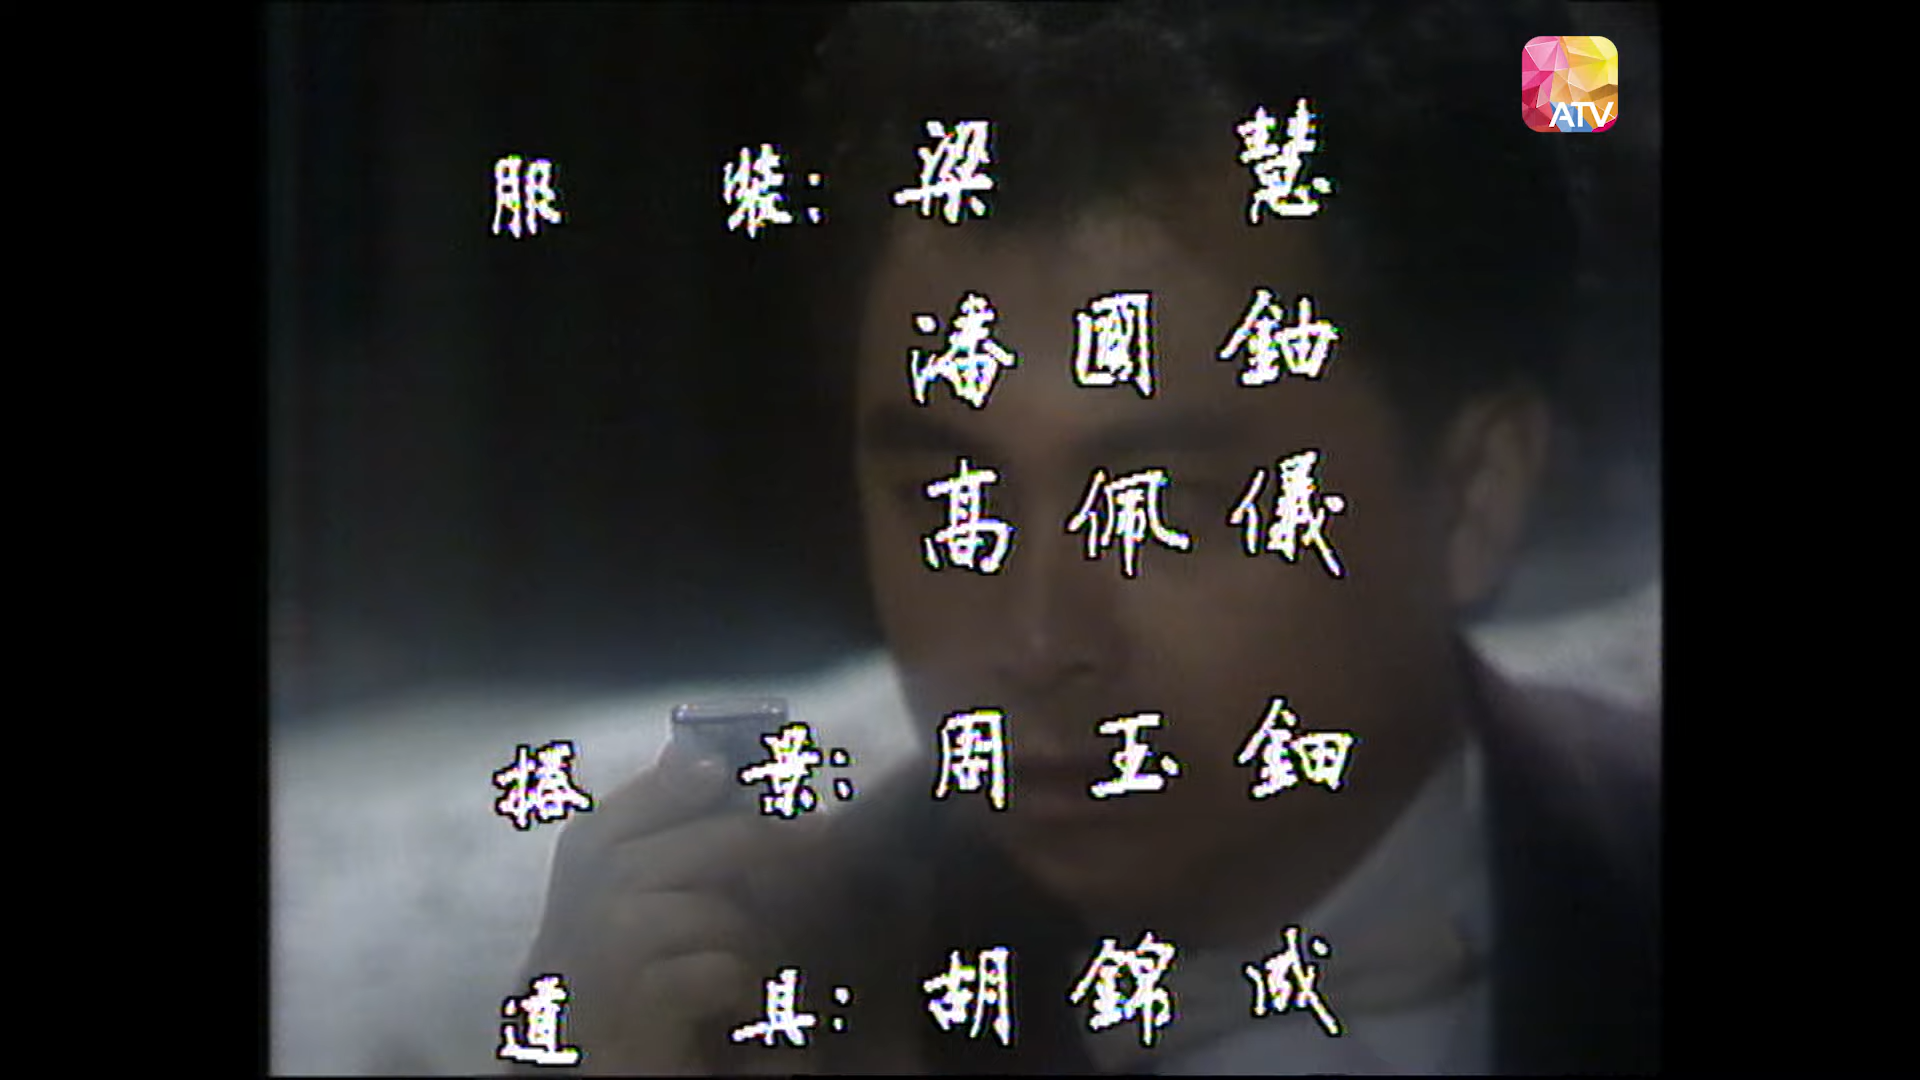 ATV
服 裝: 梁 慧
潘國鈾
高佩儀
搭 景: 周玉鈿
道 具: 胡錦成